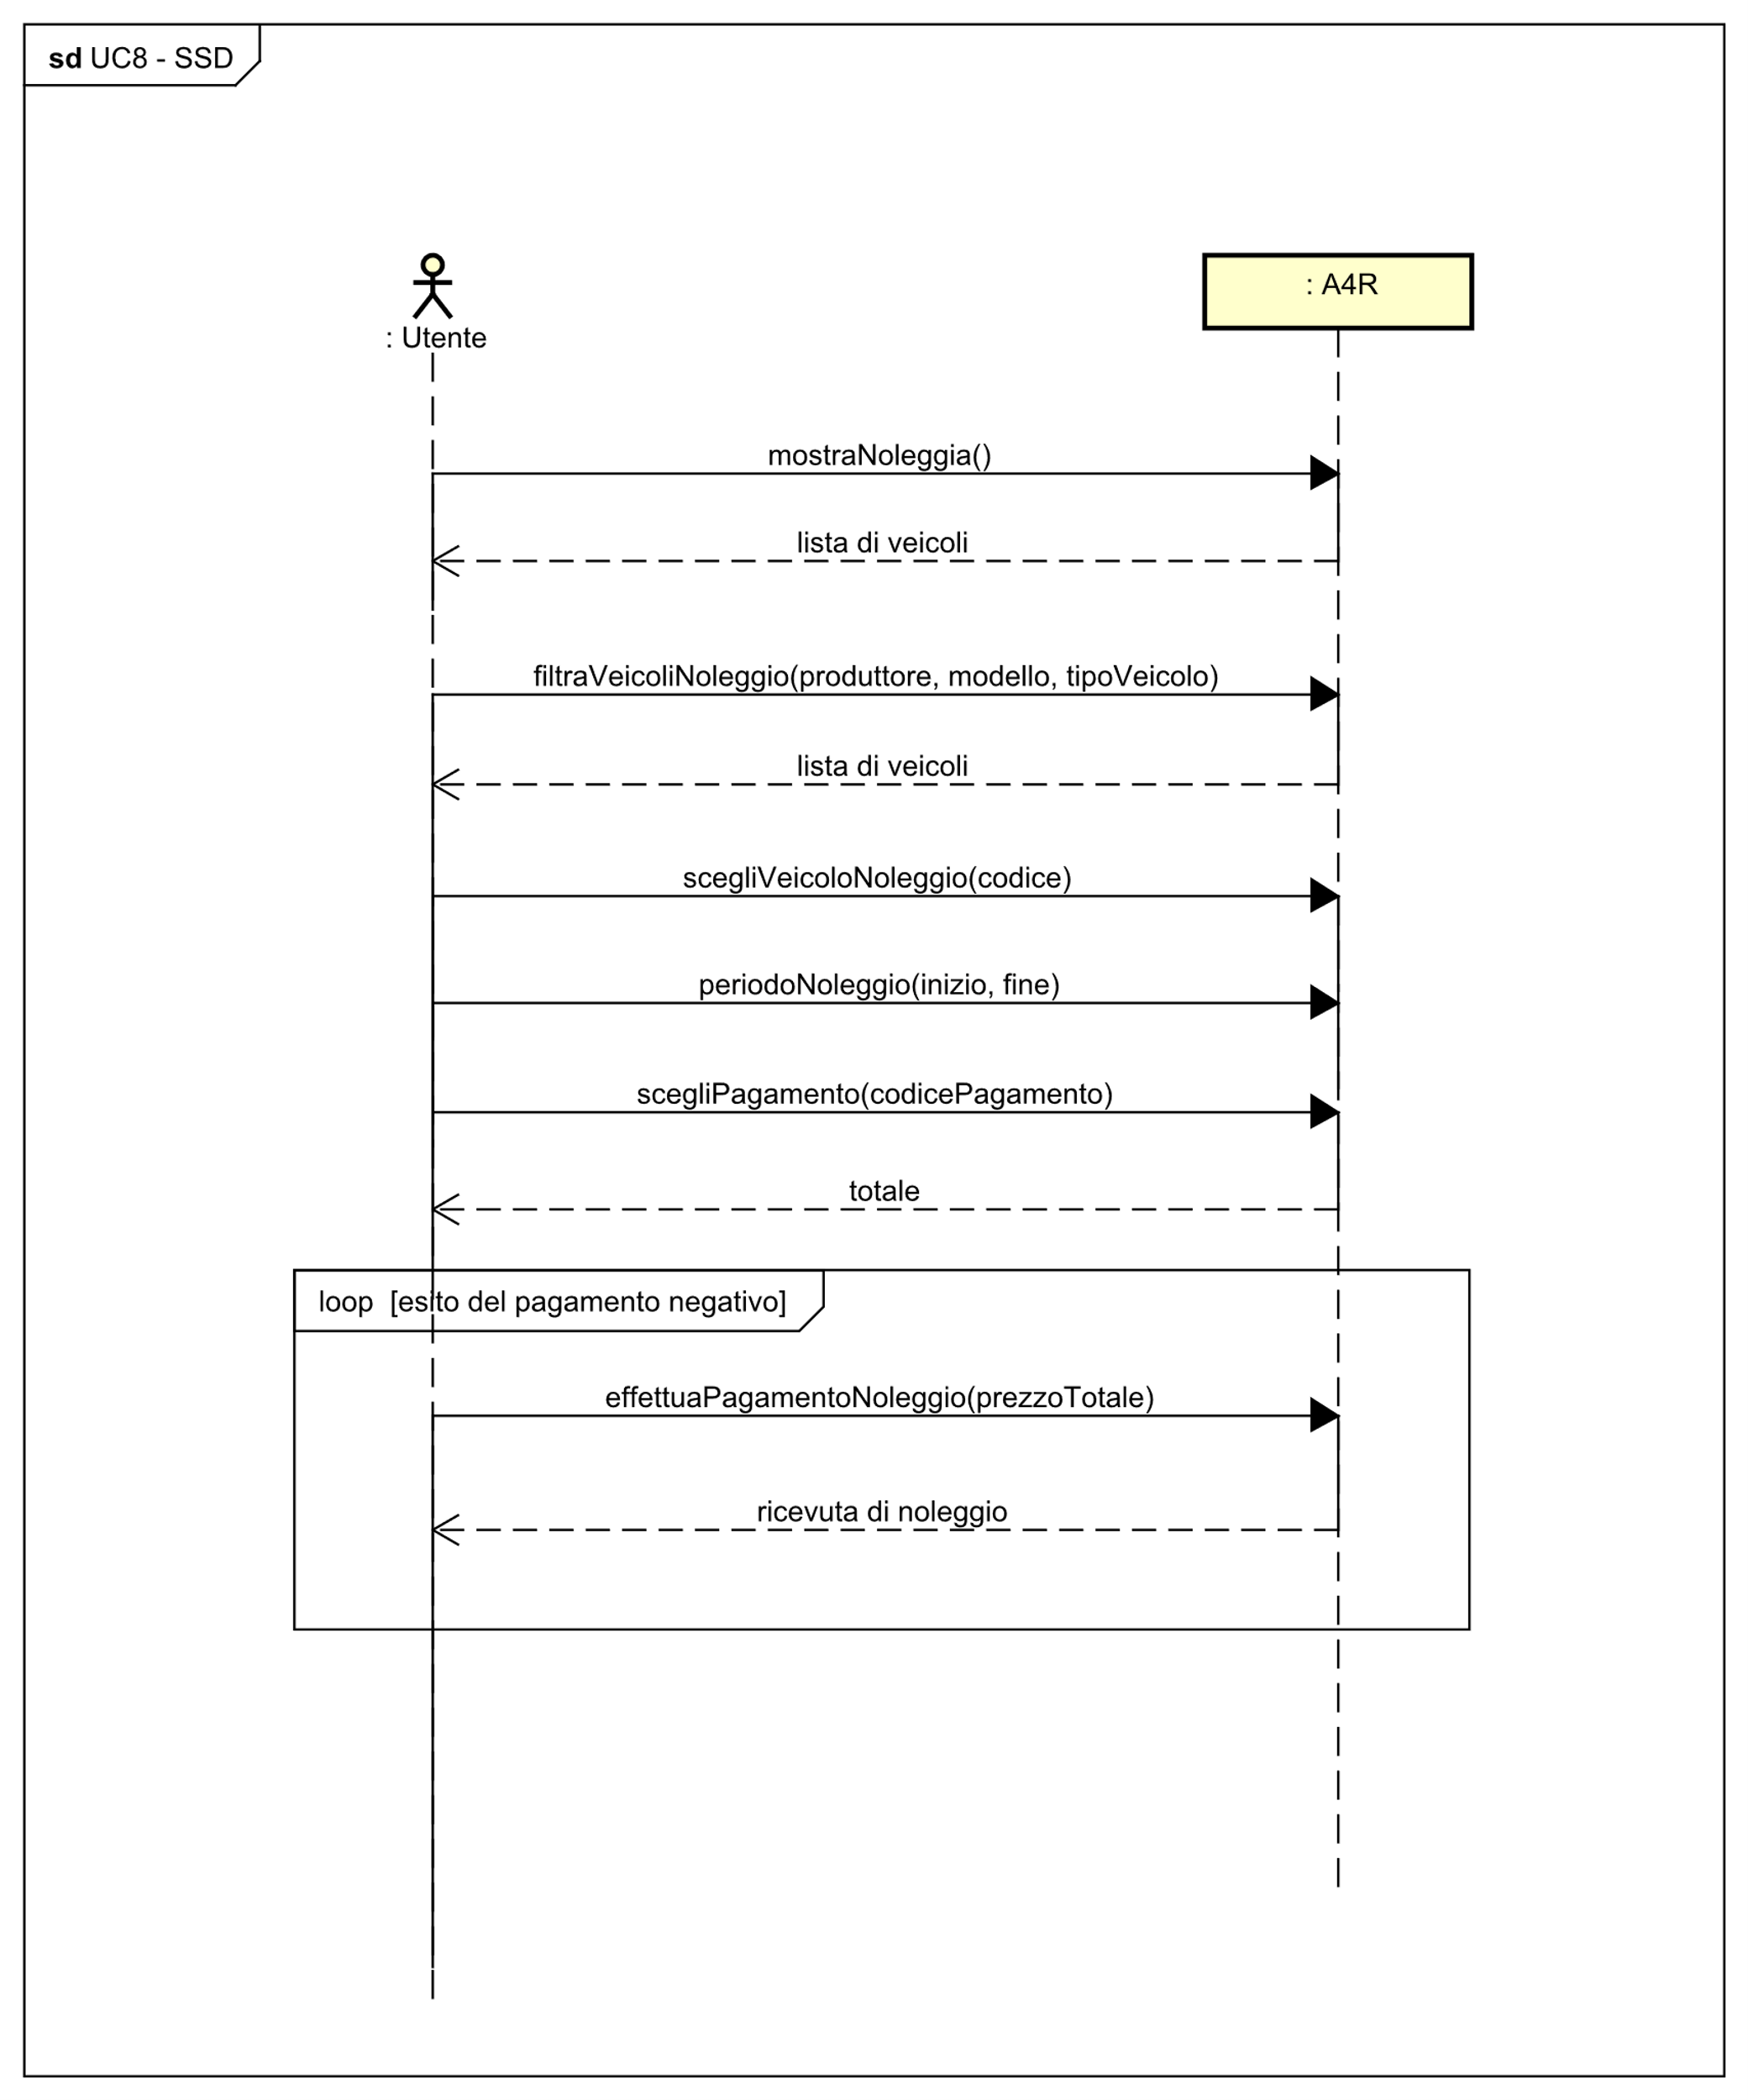 sd UC8 - SSD
: Utente
: A4R
mostraNoleggia()
lista di veicoli
filtraVeicoliNoleggio(produttore, modello, tipoVeicolo)
lista di veicoli
scegliVeicoloNoleggio(codice)
periodoNoleggio(inizio, fine)
scegliPagamento(codicePagamento)
totale
loop [esito del pagamento negativo]
effettuaPagamentoNoleggio(prezzoTotale)
ricevuta di noleggio